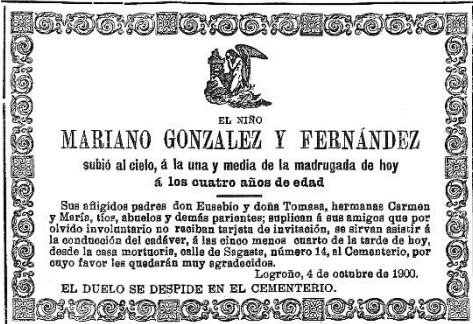 EL NIÑO
MARIANO GONZALEZ Y FERNÁNDEZ
subió al cielo, á la una y media de la madrugada de hoy
á los cuatro años de edad
Sus afligidos padres don Eusebio y doña Tomasa, hermanas Carmen
y María, tíos, abuelos y demás parientes; suplican á sus amigos que por
olvido involuntario no reciban tarjeta de invitación, se sirvan asistir á
la conducción del cadáver, á las cinco menos cuarto de la tarde de hoy,
desde la casa mortuoria, calle de Sagasta, número 14, al Cementerio, por
cuyo favor les quedarán muy agradecidos.
Logroño, 4 de octubre de 1900.
EL DUELO SE DESPIDE EN EL CEMENTERIO.